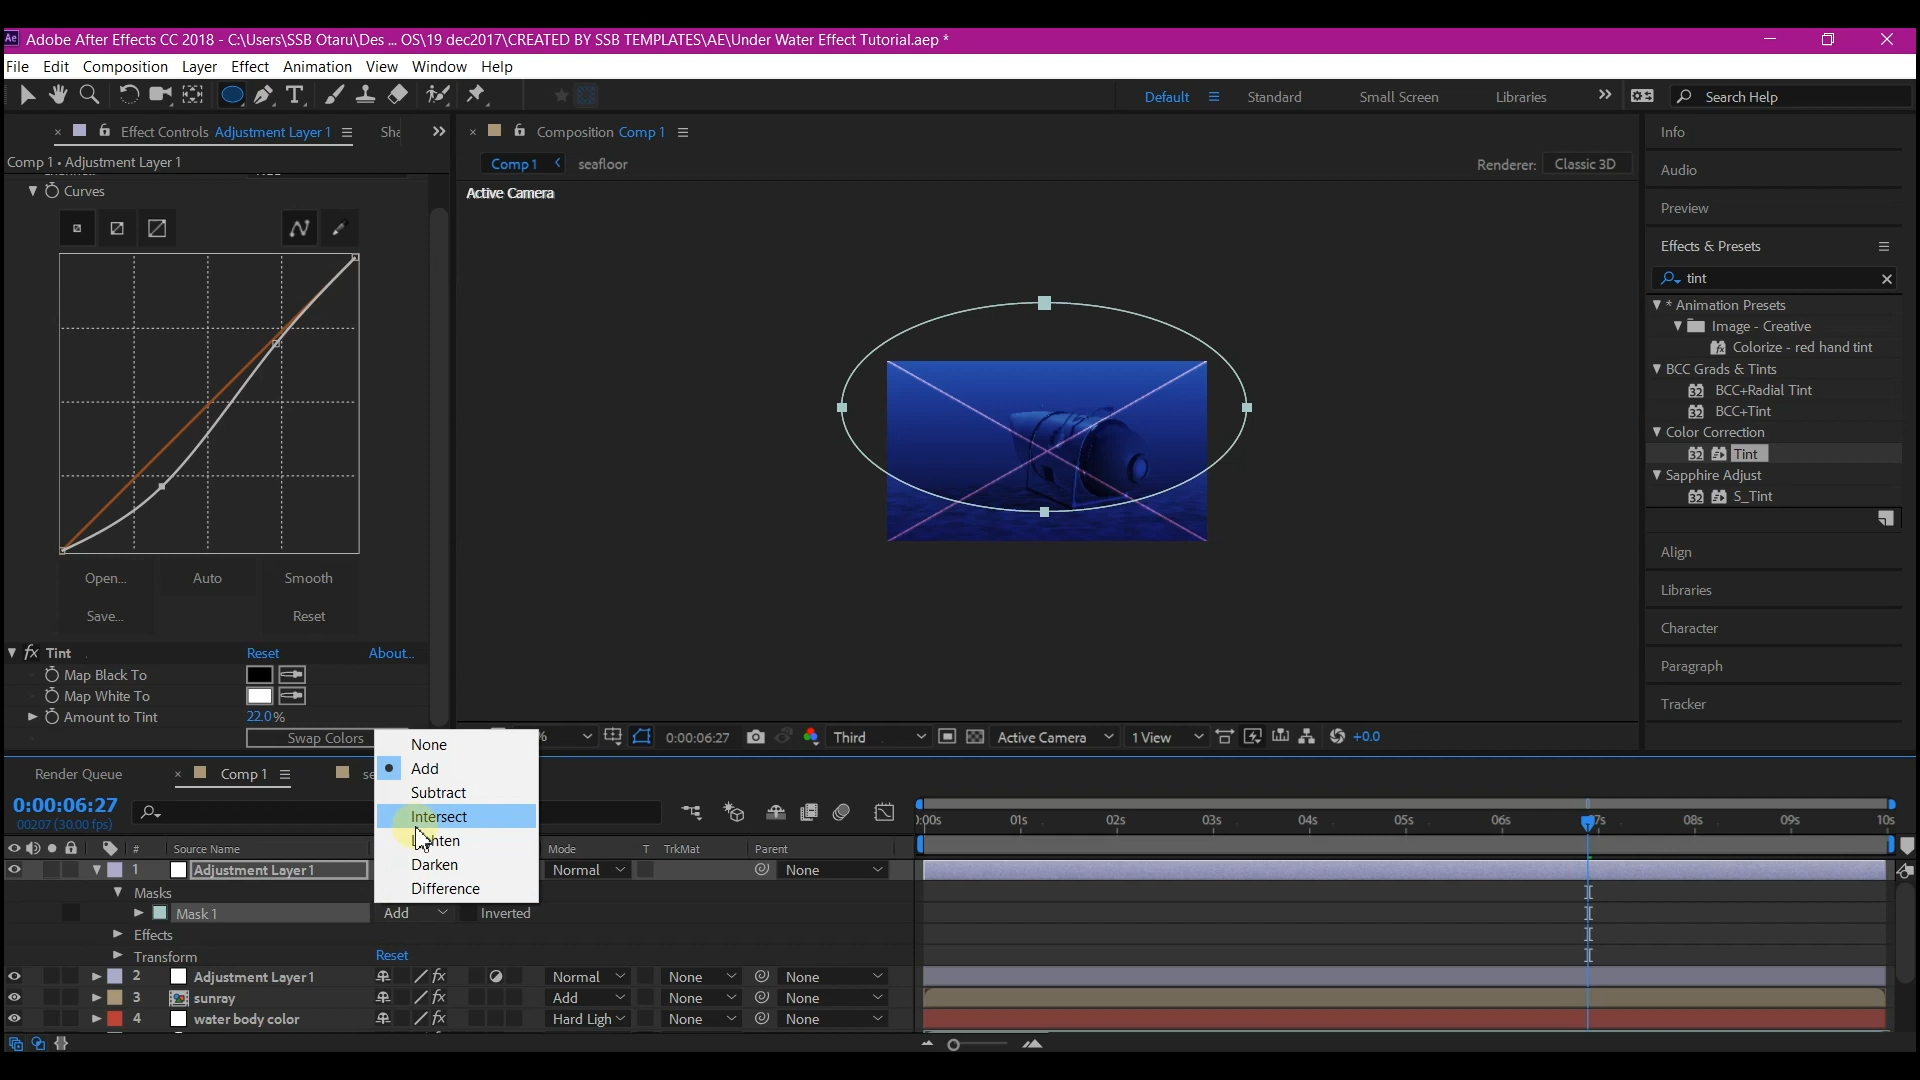 Ae Adobe After Effects CC 2018 - C:\Users\SSB Otaru\Des ... OS\19 dec2017\CREATED BY SSB TEMPLATES\AE\Under Water Effect Tutorial.aep *
File Edit Composition Layer Effect Animation View Window Help
Default Standard Small Screen Libraries Search Help
Effect Controls Adjustment Layer 1
Composition Comp 1
Info
Comp 1 • Adjustment Layer 1
Comp 1 seafloor
Renderer: Classic 3D
Audio
Active Camera
Curves
Preview
Effects & Presets
tint
* Animation Presets
Image - Creative
Colorize - red hand tint
BCC Grads & Tints
BCC+Radial Tint
BCC+Tint
Color Correction
Tint
Sapphire Adjust
S_Tint
Align
Open... Auto Smooth
Libraries
Save... Reset
Character
Tint Reset About...
Paragraph
Map Black To
Map White To
Tracker
Amount to Tint 22.0%
Swap Colors
% 0:00:06:27 Third Active Camera 1 View +0.0
None
Add
Subtract
Intersect
Darken
Difference
Render Queue Comp 1
0:00:06:27
00207 (30.00 fps)
01s 02s 03s 04s 05s 06s 08s 09s 10s
# Source Name Mode T TrkMat Parent
1 Adjustment Layer 1 Normal None
Masks
Mask 1 Add Inverted
Effects
Transform Reset
2 Adjustment Layer 1 Normal None None
3 sunray Add None None
4 water body color Hard Ligh None None